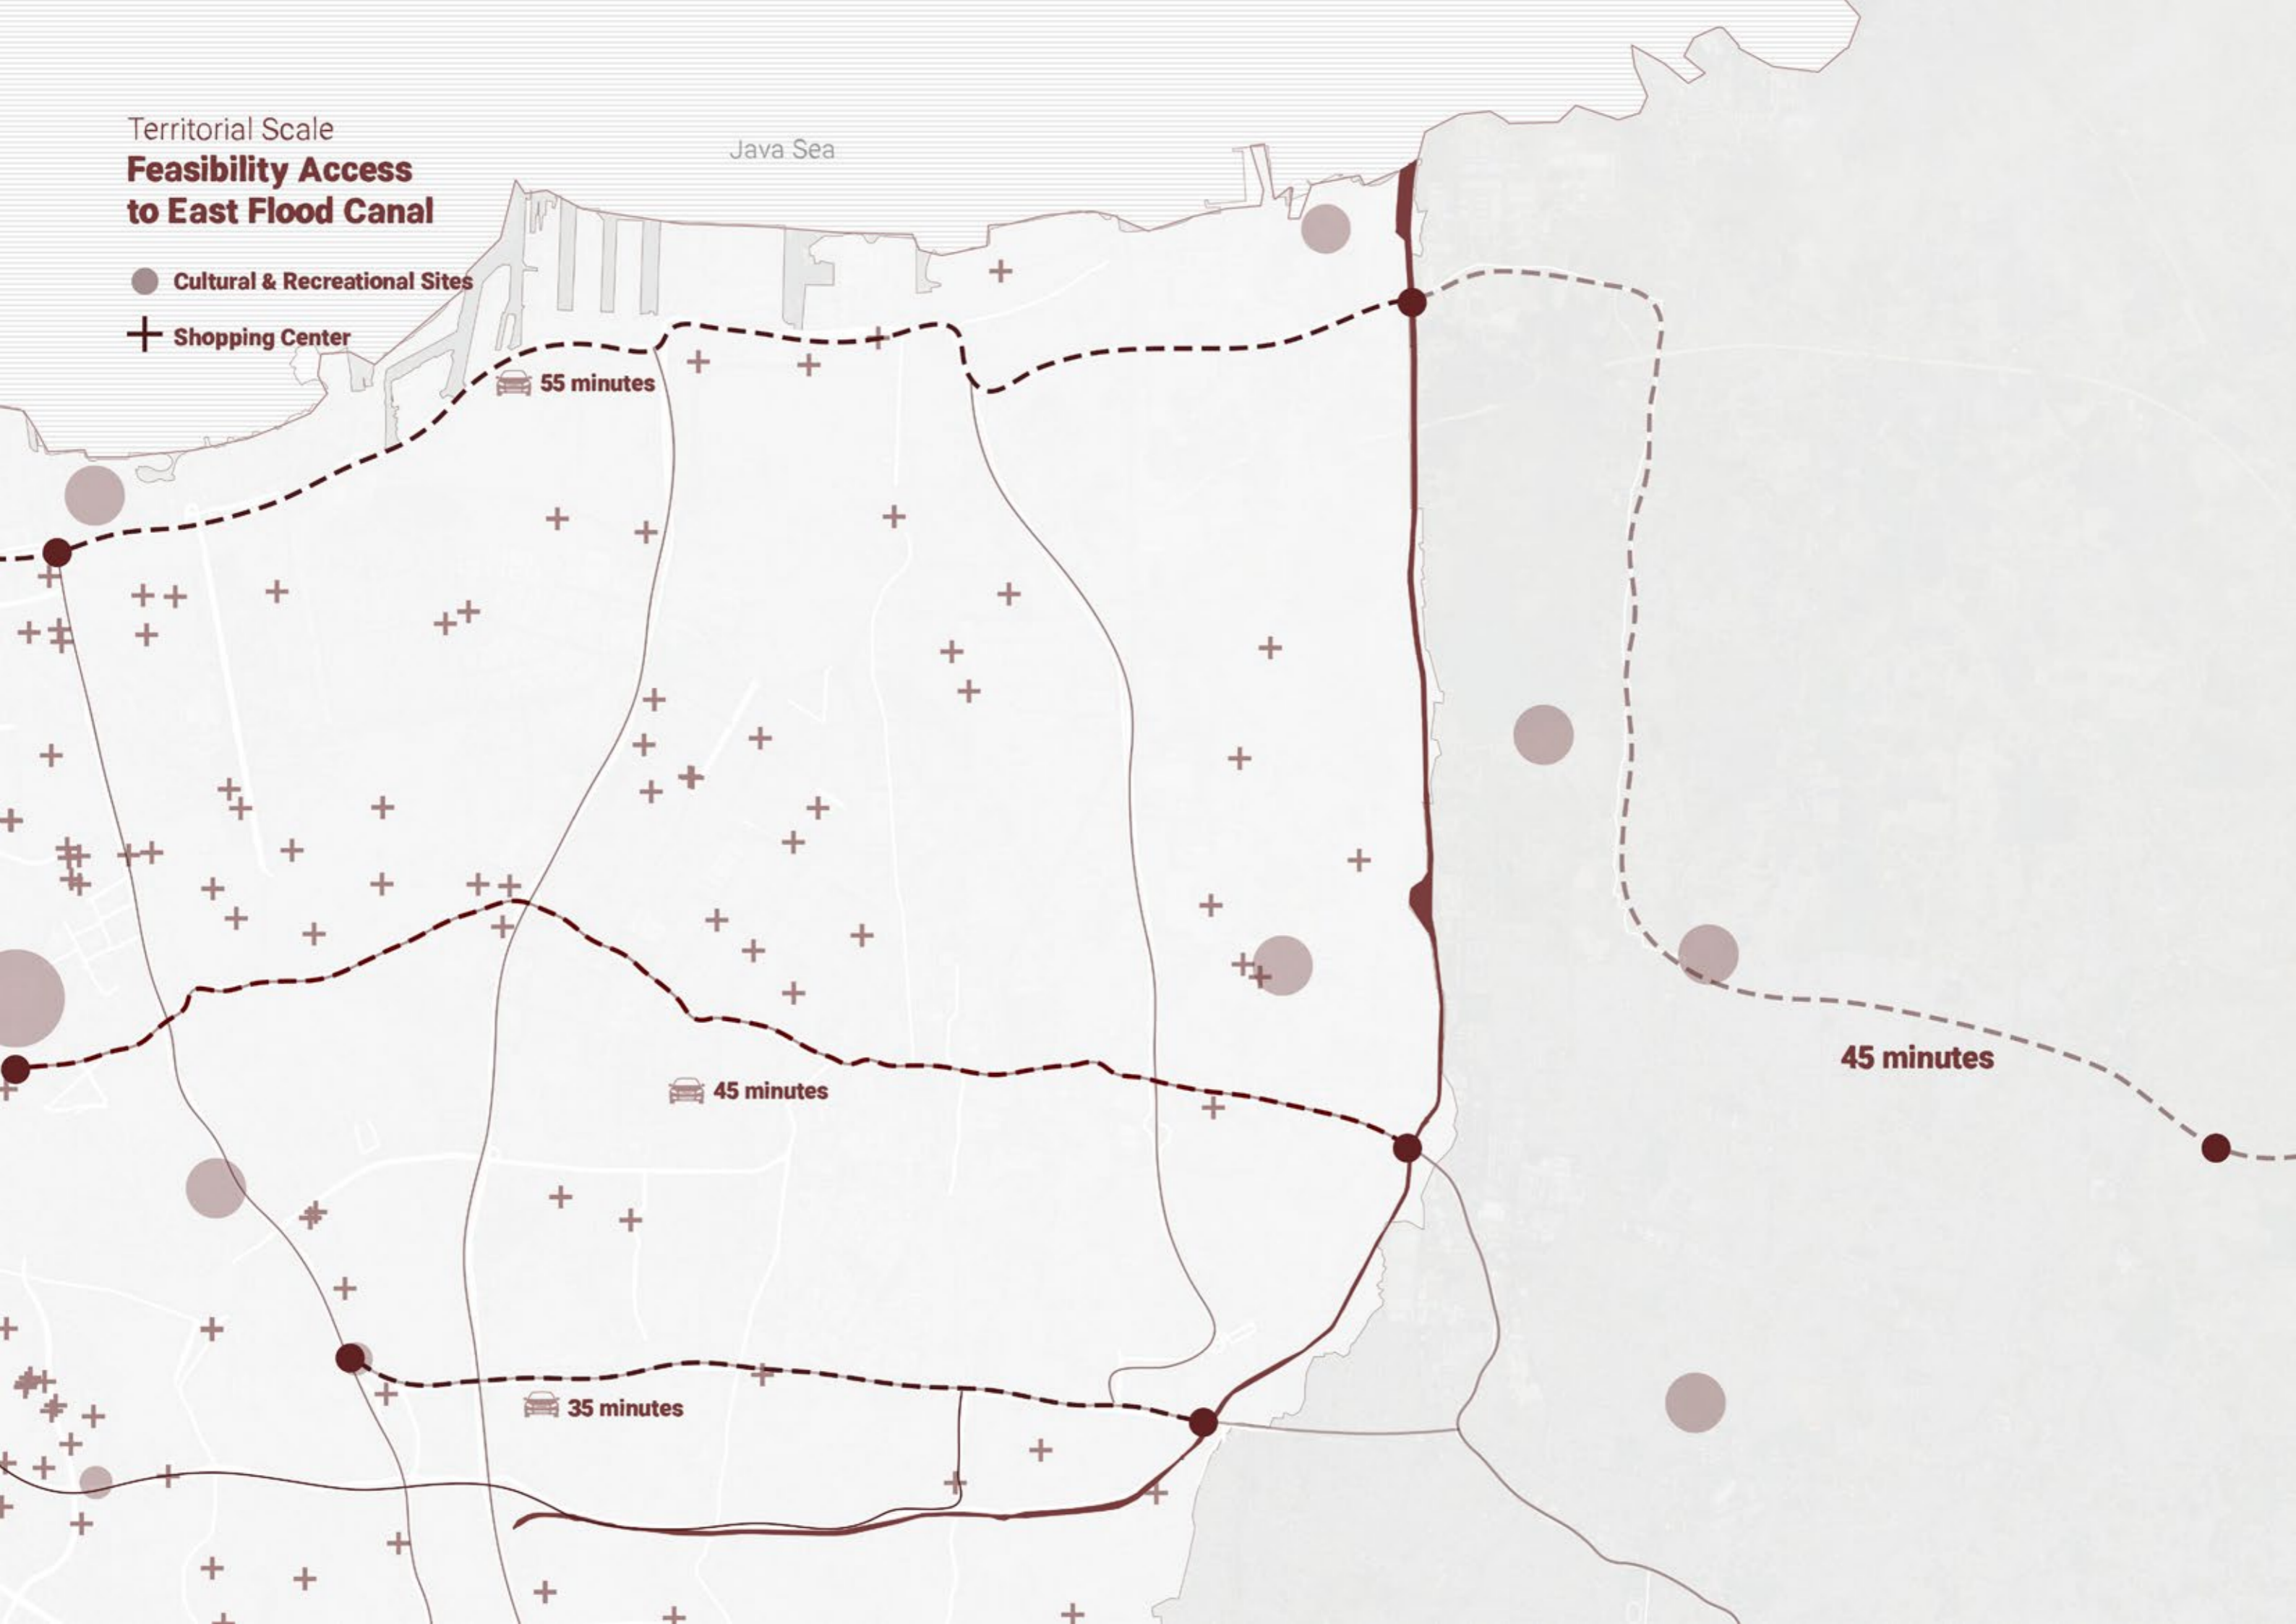 Territorial Scale
Feasibility Access
to East Flood Canal
Cultural & Recreational Sites
Shopping Center
Java Sea
55 minutes
45 minutes
45 minutes
35 minutes